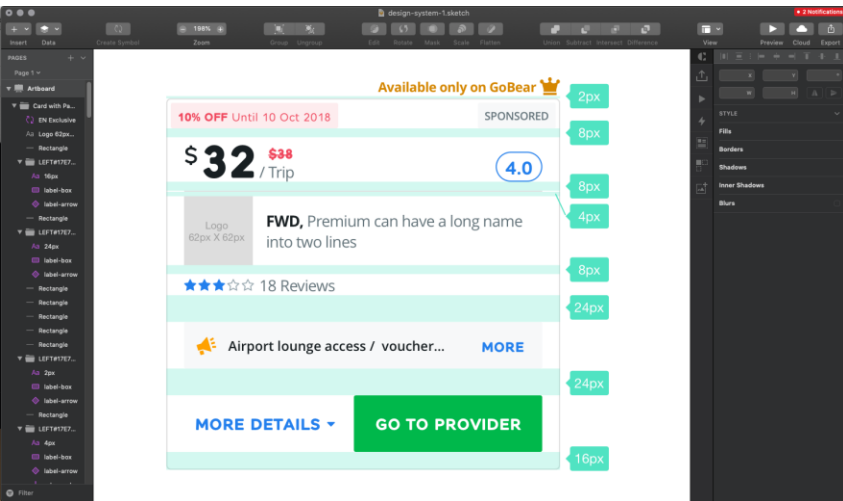 design-system-1.sketch
2 Notifications
198%
Insert Data Create Symbol Zoom Group Ungroup Edit Rotate Mask Scale Flatten Union Subtract Intersect Difference View Preview Cloud Export
PAGES
Page 1
Artboard
Card with Pa...
EN Exclusive
Aa Logo 62px...
Rectangle
LEFT#17E7...
Aa 16px
label-box
label-arrow
Rectangle
LEFT#17E7...
Aa 24px
label-box
label-arrow
Rectangle
Rectangle
Rectangle
Rectangle
Rectangle
LEFT#17E7...
Aa 2px
label-box
label-arrow
Rectangle
LEFT#17E7...
Aa 4px
label-box
label-arrow
Filter
Available only on GoBear
2px
10% OFF Until 10 Oct 2018
SPONSORED
8px
$32
$38
/ Trip
4.0
8px
4px
Logo
62px X 62px
FWD, Premium can have a long name
into two lines
8px
18 Reviews
24px
Airport lounge access / voucher...
MORE
24px
MORE DETAILS
GO TO PROVIDER
16px
X Y
W H
STYLE
Fills
Borders
Shadows
Inner Shadows
Blurs